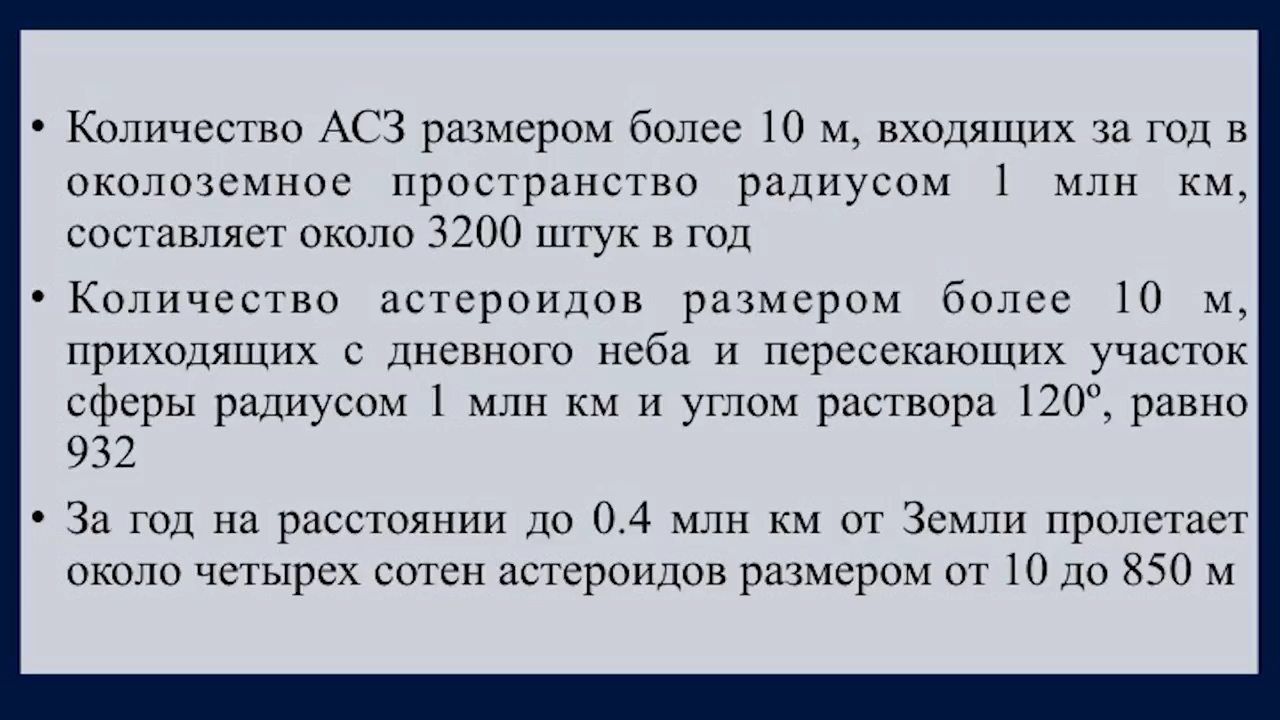 • Количество АСЗ размером более 10 м, входящих за год в
околоземное пространство радиусом 1 млн км,
составляет около 3200 штук в год
• Количество астероидов размером более 10 м,
приходящих с дневного неба и пересекающих участок
сферы радиусом 1 млн км и углом раствора 120º, равно
932
• За год на расстоянии до 0.4 млн км от Земли пролетает
около четырех сотен астероидов размером от 10 до 850 м